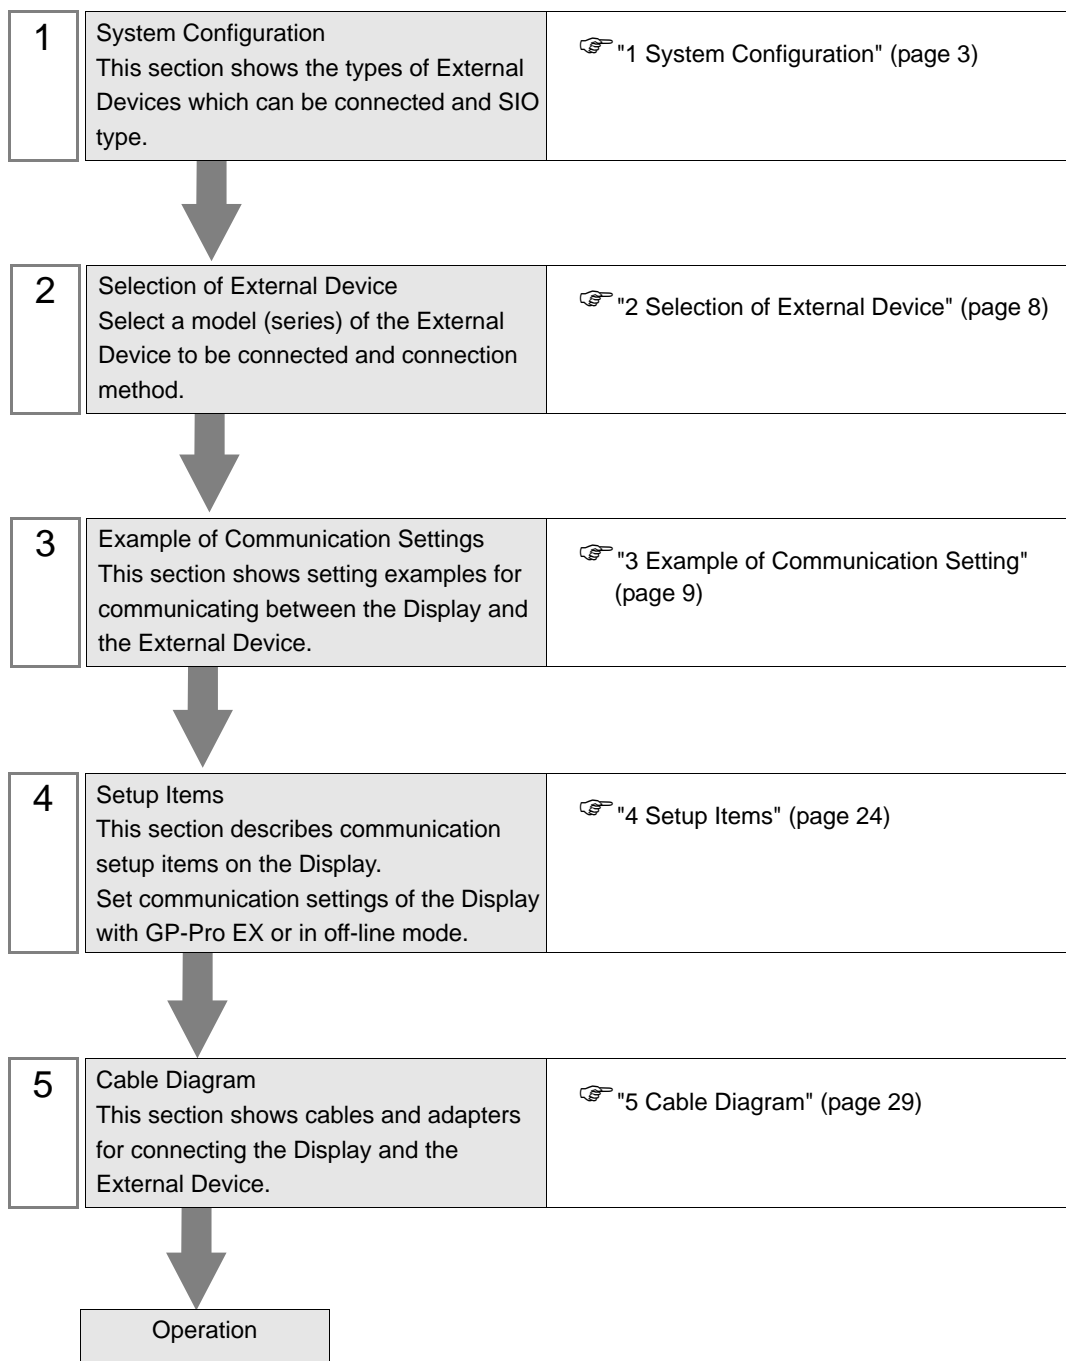 1
System Configuration
This section shows the types of External
Devices which can be connected and SIO
type.
"1 System Configuration" (page 3)
2
Selection of External Device
Select a model (series) of the External
Device to be connected and connection
method.
"2 Selection of External Device" (page 8)
3
Example of Communication Settings
This section shows setting examples for
communicating between the Display and
the External Device.
"3 Example of Communication Setting"
(page 9)
4
Setup Items
This section describes communication
setup items on the Display.
Set communication settings of the Display
with GP-Pro EX or in off-line mode.
"4 Setup Items" (page 24)
5
Cable Diagram
This section shows cables and adapters
for connecting the Display and the
External Device.
"5 Cable Diagram" (page 29)
Operation